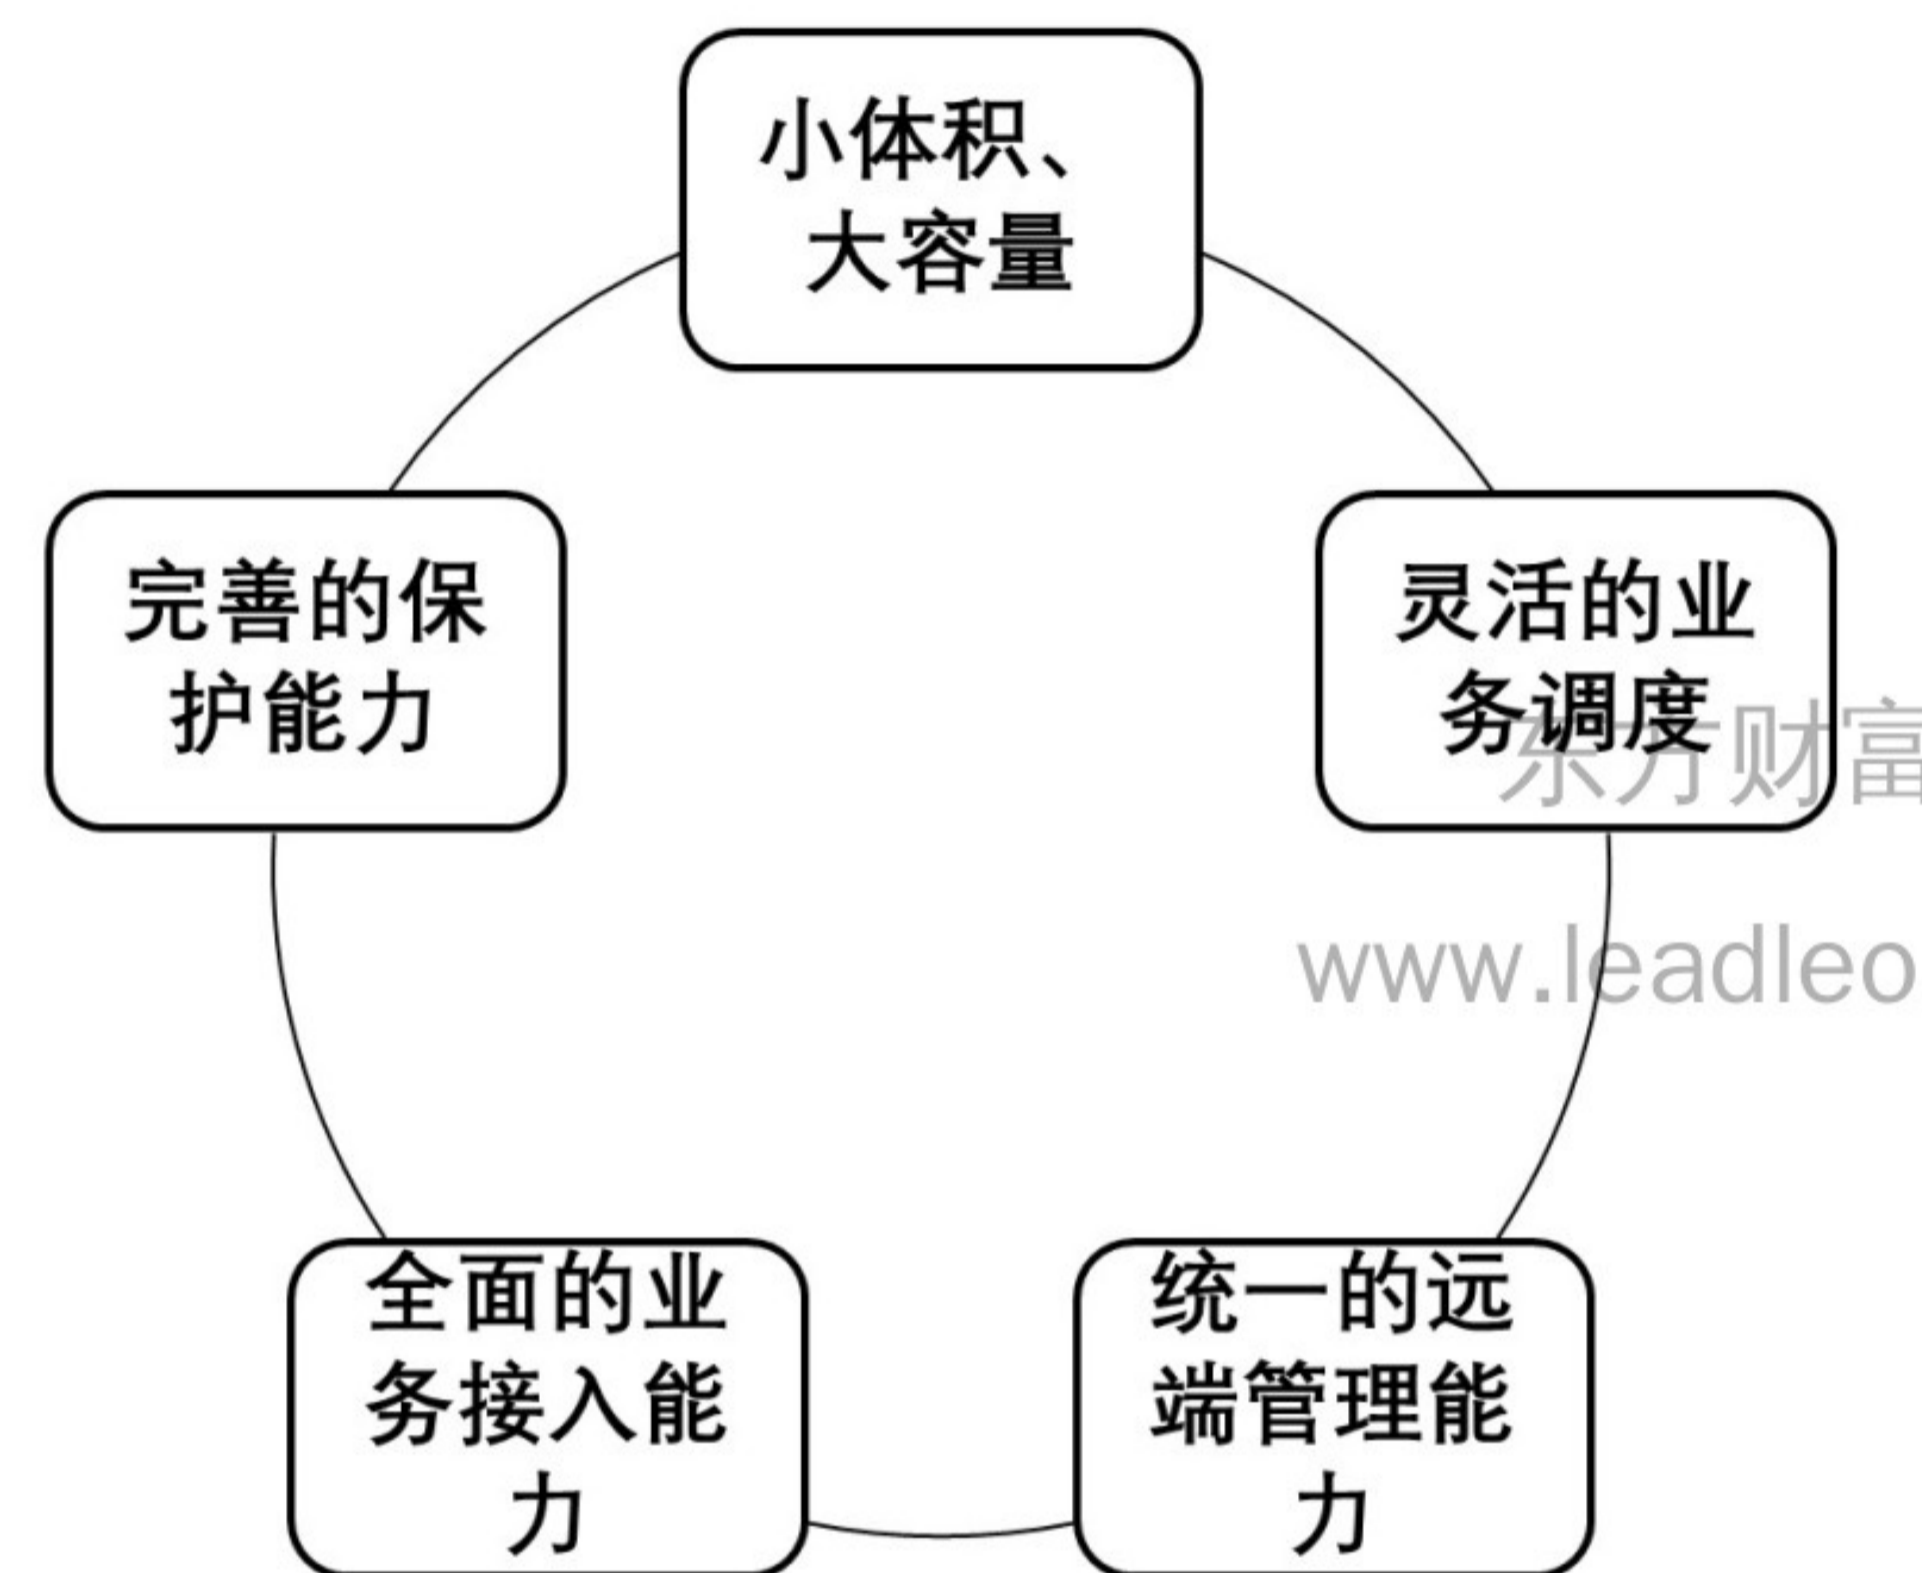 小体积、
大容量
完善的保
护能力
灵活的业
务调度
东方财富
www.leadleo
全面的业
务接入能
力
统一的远
端管理能
力